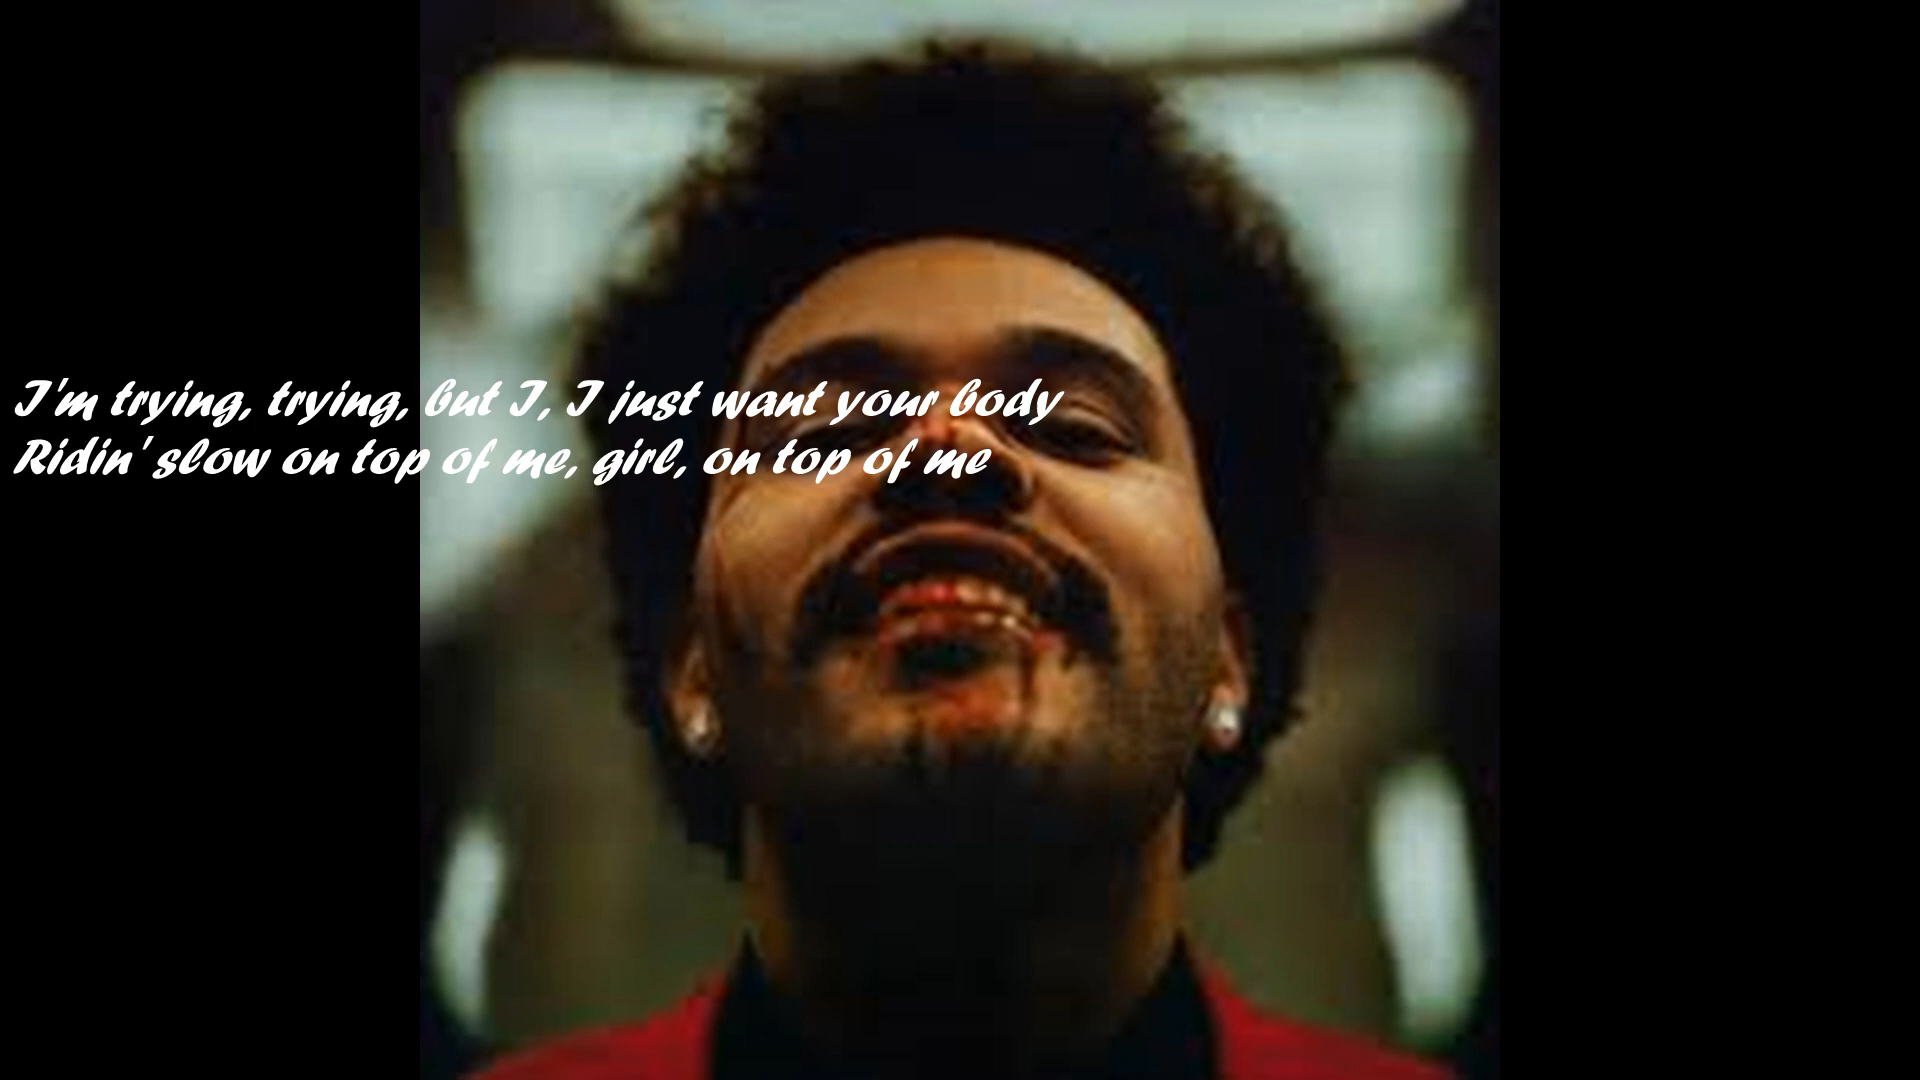 I'm trying, trying, but I, I just want your body
Ridin' slow on top of me, girl, on top of me